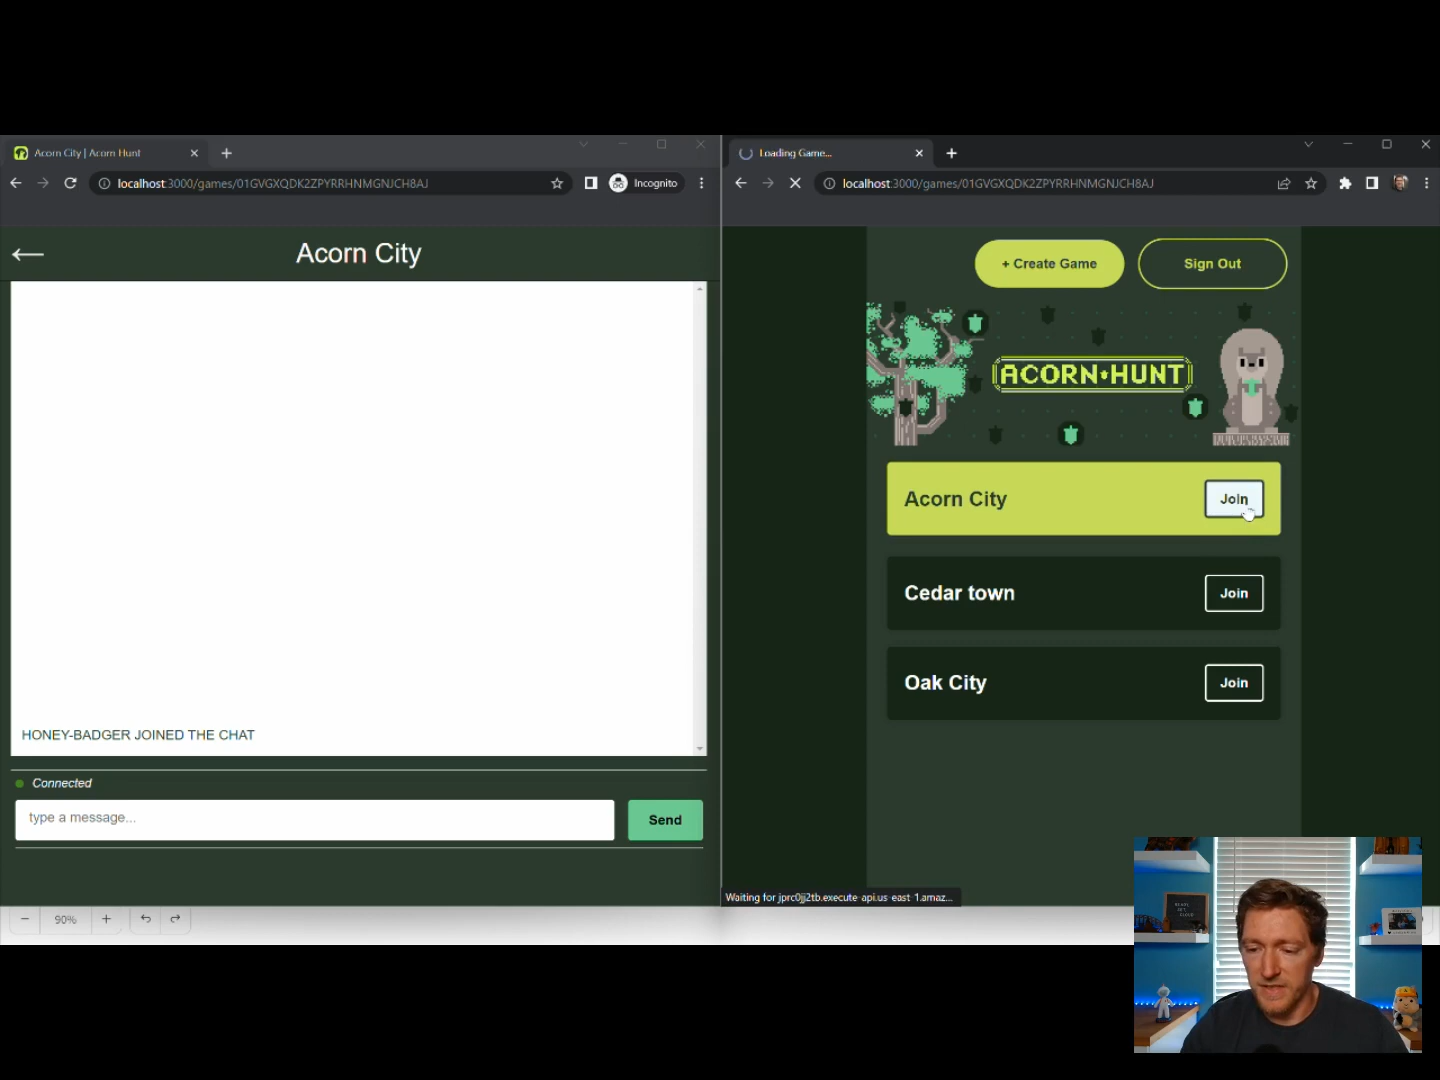 Acorn City | Acorn Hunt
localhost:3000/games/01GVGXQDK2ZPYRRHNMGNJCH8AJ
Incognito
Acorn City
HONEY-BADGER JOINED THE CHAT
Connected
type a message...
Send
90%
Loading Game...
localhost:3000/games/01GVGXQDK2ZPYRRHNMGNJCH8AJ
+ Create Game
Sign Out
ACORN HUNT
Acorn City
Join
Cedar town
Join
Oak City
Join
Waiting for jprc0jj2tb.execute api.us east 1.amaz...